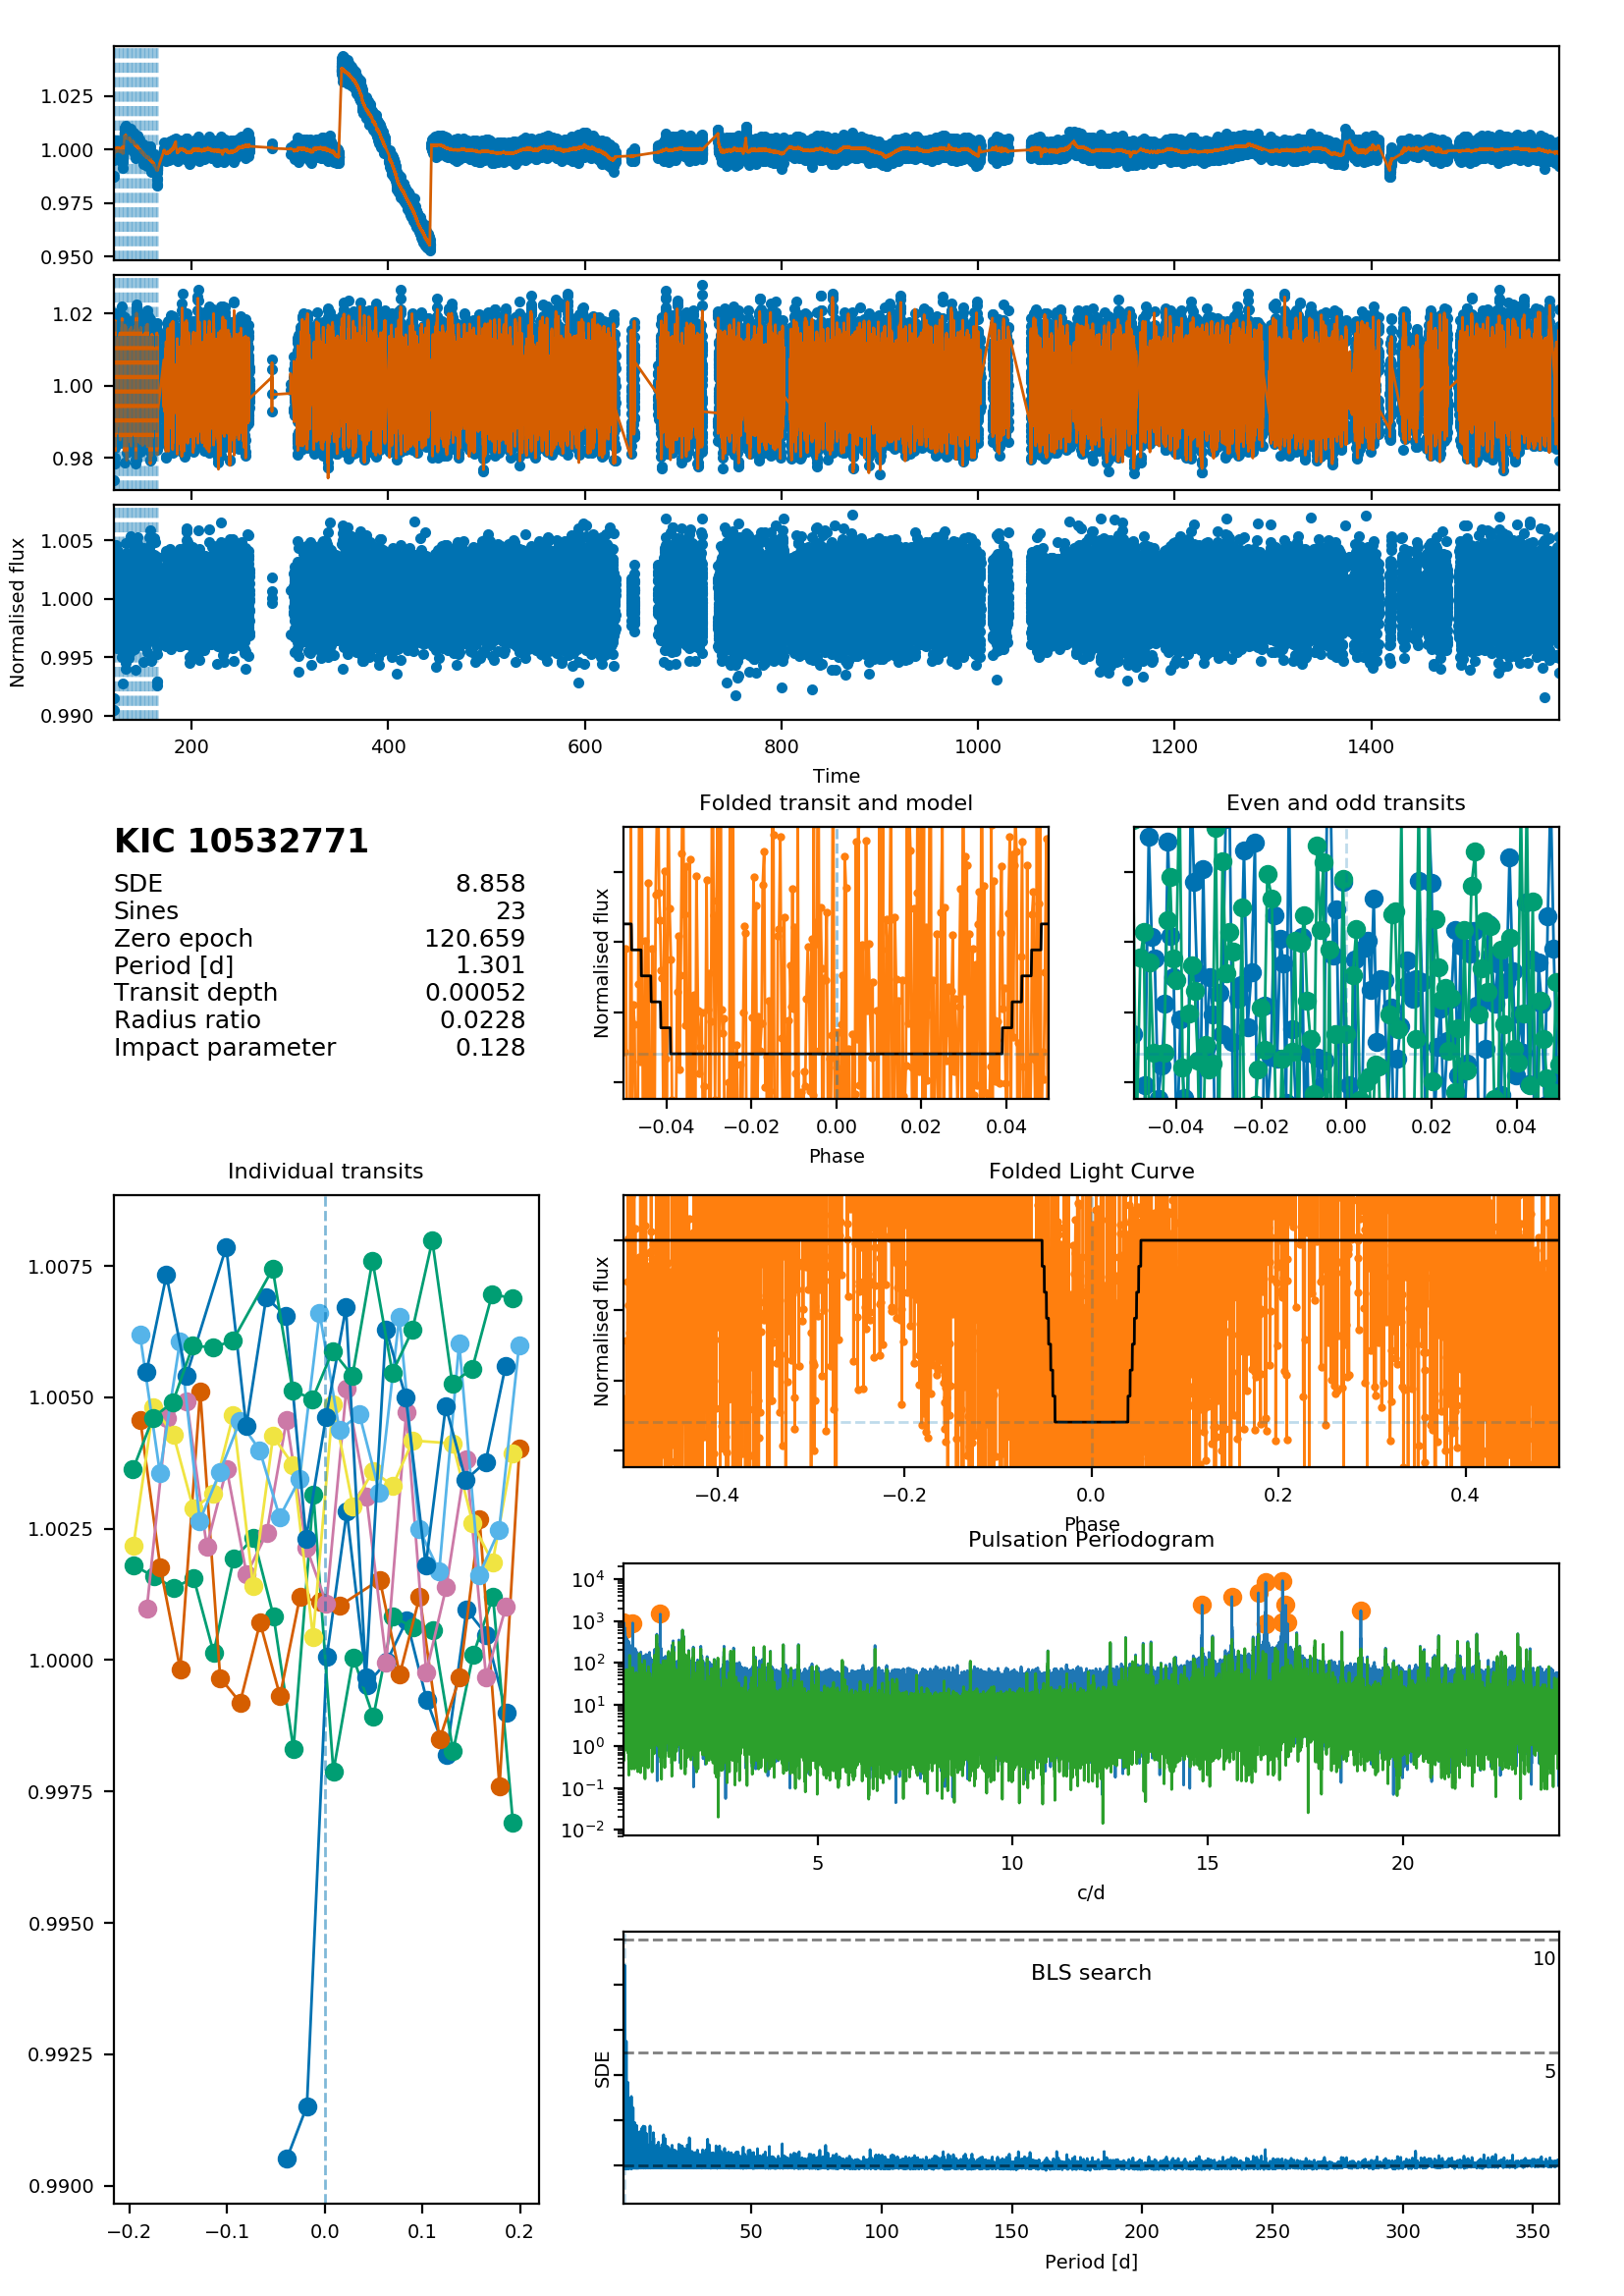 1.025
1.000
0.975
0.950
1.02
1.00
0.98
1.005
1.000
0.995
0.990
Normalised flux
200 400 600 800 1000 1200 1400
Time
KIC 10532771
SDE 8.858
Sines 23
Zero epoch 120.659
Period [d] 1.301
Transit depth 0.00052
Radius ratio 0.0228
Impact parameter 0.128
Folded transit and model
Normalised flux
−0.04 −0.02 0.00 0.02 0.04
Phase
Even and odd transits
−0.04 −0.02 0.00 0.02 0.04
Individual transits
1.0075
1.0050
1.0025
1.0000
0.9975
0.9950
0.9925
0.9900
−0.2 −0.1 0.0 0.1 0.2
Folded Light Curve
Normalised flux
−0.4 −0.2 0.0 0.2 0.4
Phase
Pulsation Periodogram
10⁴
10³
10²
10¹
10⁰
10⁻¹
10⁻²
5 10 15 20
c/d
BLS search
10
5
SDE
50 100 150 200 250 300 350
Period [d]